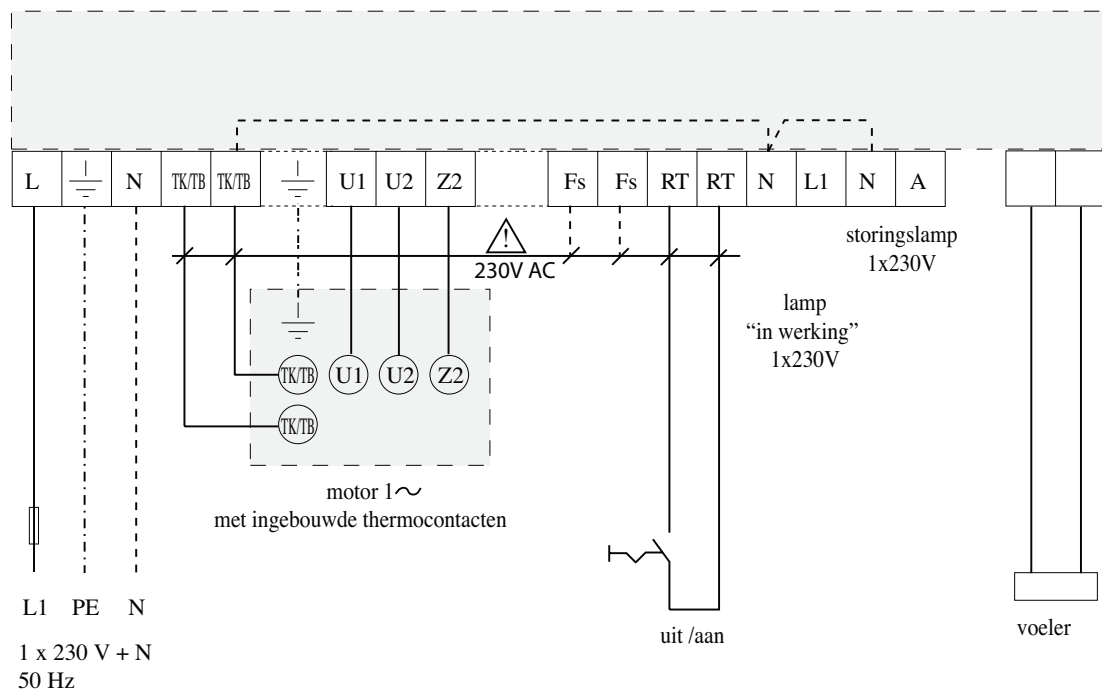 L N TK/TB TK/TB U1 U2 Z2 Fs Fs RT RT N L1 N A
storingslamp
1x230V
!
230V AC
lamp
“in werking”
1x230V
TK/TB U1 U2 Z2
TK/TB
motor 1~
met ingebouwde thermocontacten
L1 PE N
uit /aan
voeler
1 x 230 V + N
50 Hz